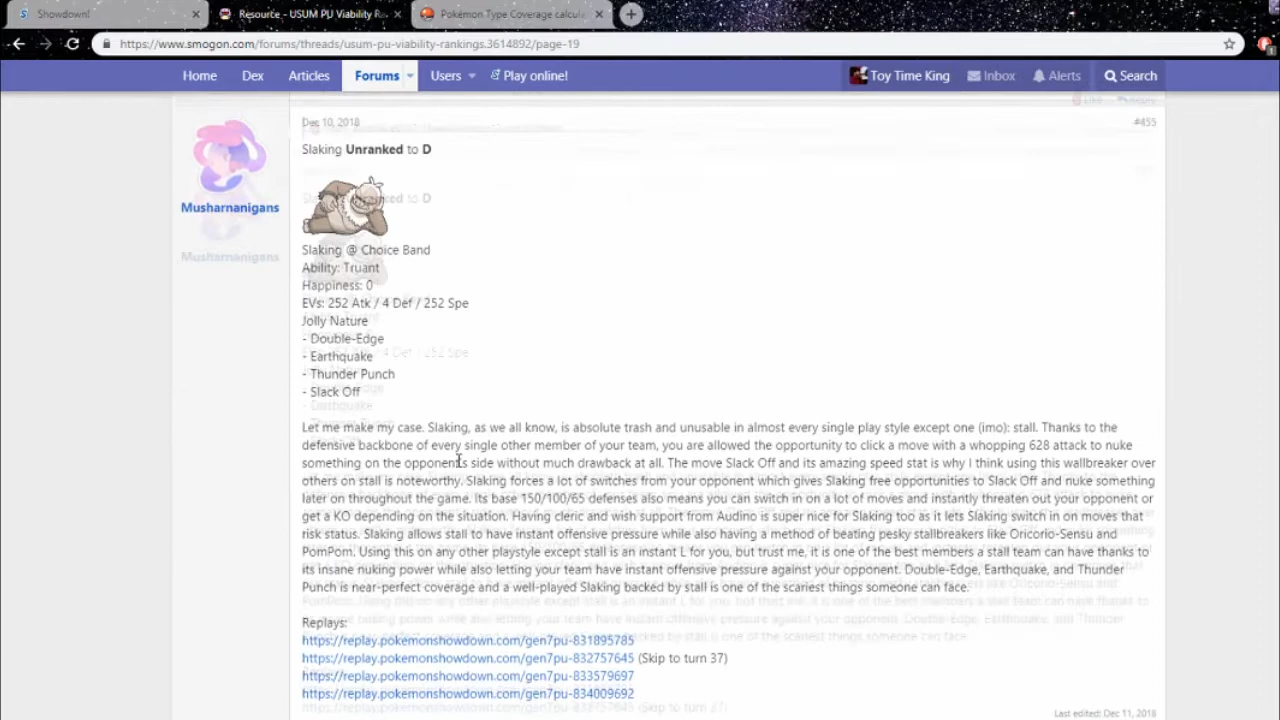 Showdown!
Resource - USUM PU Viability R
Pokémon Type Coverage calcul
https://www.smogon.com/forums/threads/usum-pu-viability-rankings.3614892/page-19
Home Dex Articles Forums Users Play online! Toy Time King Inbox Alerts Search
Like Reply
Dec 10, 2018 #455
Slaking Unranked to D
Musharnanigans
Musharnanigans
Slaking @ Choice Band
Ability: Truant
Happiness: 0
EVs: 252 Atk / 4 Def / 252 Spe
Jolly Nature
- Double-Edge
- Earthquake
- Thunder Punch
- Slack Off
Let me make my case. Slaking, as we all know, is absolute trash and unusable in almost every single play style except one (imo): stall. Thanks to the
defensive backbone of every single other member of your team, you are allowed the opportunity to click a move with a whopping 628 attack to nuke
something on the opponents side without much drawback at all. The move Slack Off and its amazing speed stat is why I think using this wallbreaker over
others on stall is noteworthy. Slaking forces a lot of switches from your opponent which gives Slaking free opportunities to Slack Off and nuke something
later on throughout the game. Its base 150/100/65 defenses also means you can switch in on a lot of moves and instantly threaten out your opponent or
get a KO depending on the situation. Having cleric and wish support from Audino is super nice for Slaking too as it lets Slaking switch in on moves that
risk status. Slaking allows stall to have instant offensive pressure while also having a method of beating pesky stallbreakers like Oricorio-Sensu and
PomPom. Using this on any other playstyle except stall is an instant L for you, but trust me, it is one of the best members a stall team can have thanks to
its insane nuking power while also letting your team have instant offensive pressure against your opponent. Double-Edge, Earthquake, and Thunder
Punch is near-perfect coverage and a well-played Slaking backed by stall is one of the scariest things someone can face.
Replays:
https://replay.pokemonshowdown.com/gen7pu-831895785
https://replay.pokemonshowdown.com/gen7pu-832757645 (Skip to turn 37)
https://replay.pokemonshowdown.com/gen7pu-833579697
https://replay.pokemonshowdown.com/gen7pu-834009692
Last edited: Dec 11, 2018